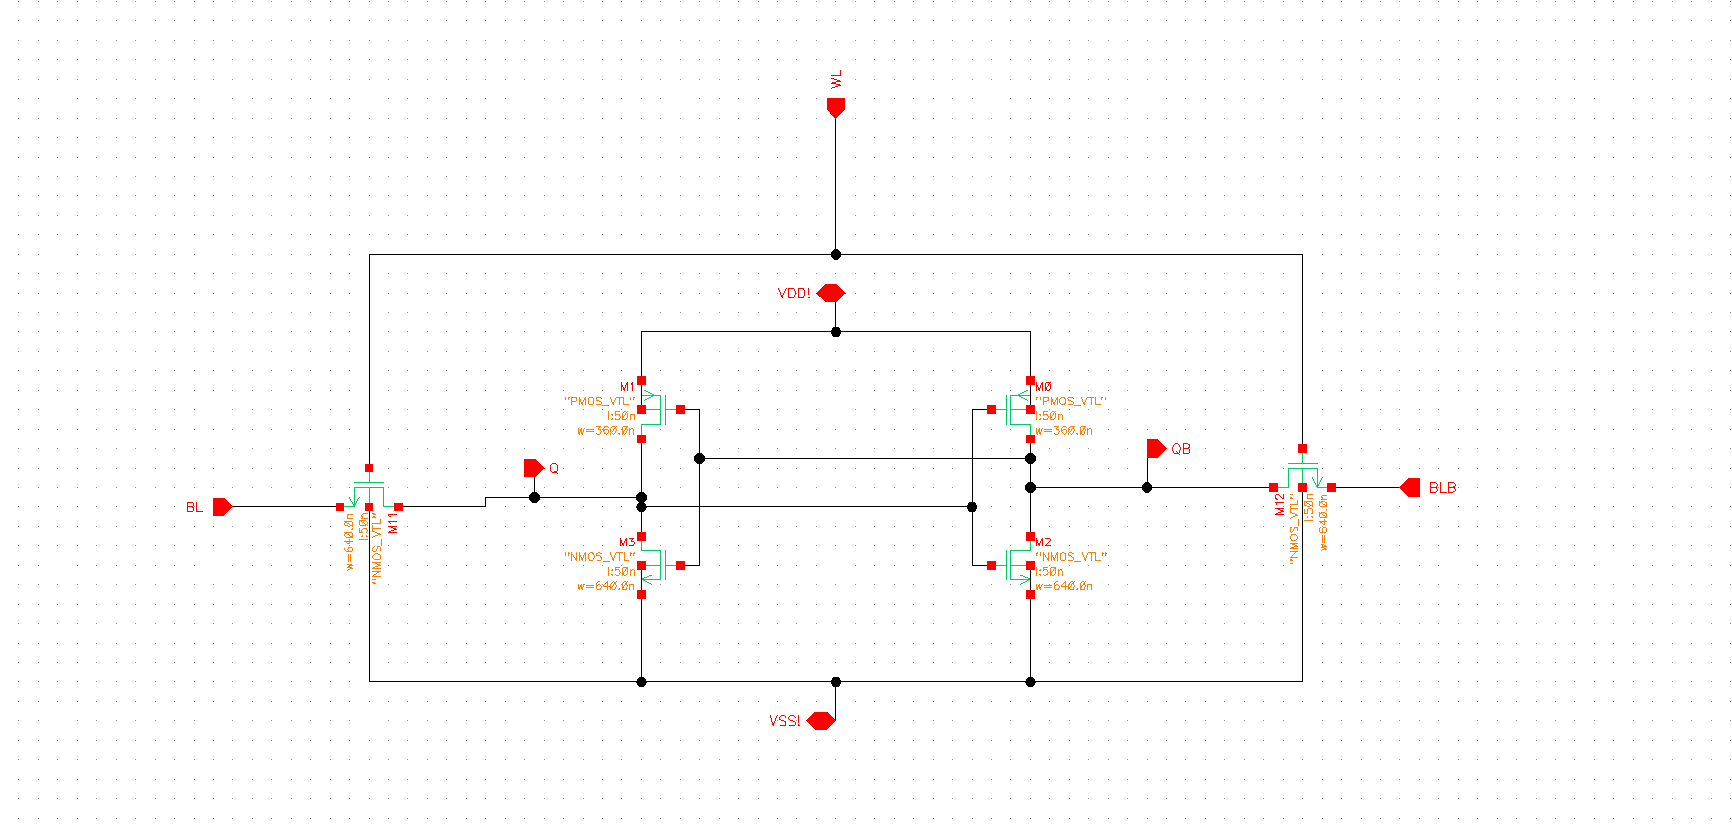 WL
VDD!
M1
"PMOS_VTL"
l:50n
w=360.0n
M0
"PMOS_VTL"
l:50n
w=360.0n
Q
QB
BL
BLB
M11
"NMOS_VTL"
l:50n
w=640.0n
M12
"NMOS_VTL"
l:50n
w=640.0n
M3
"NMOS_VTL"
l:50n
w=640.0n
M2
"NMOS_VTL"
l:50n
w=640.0n
VSS!